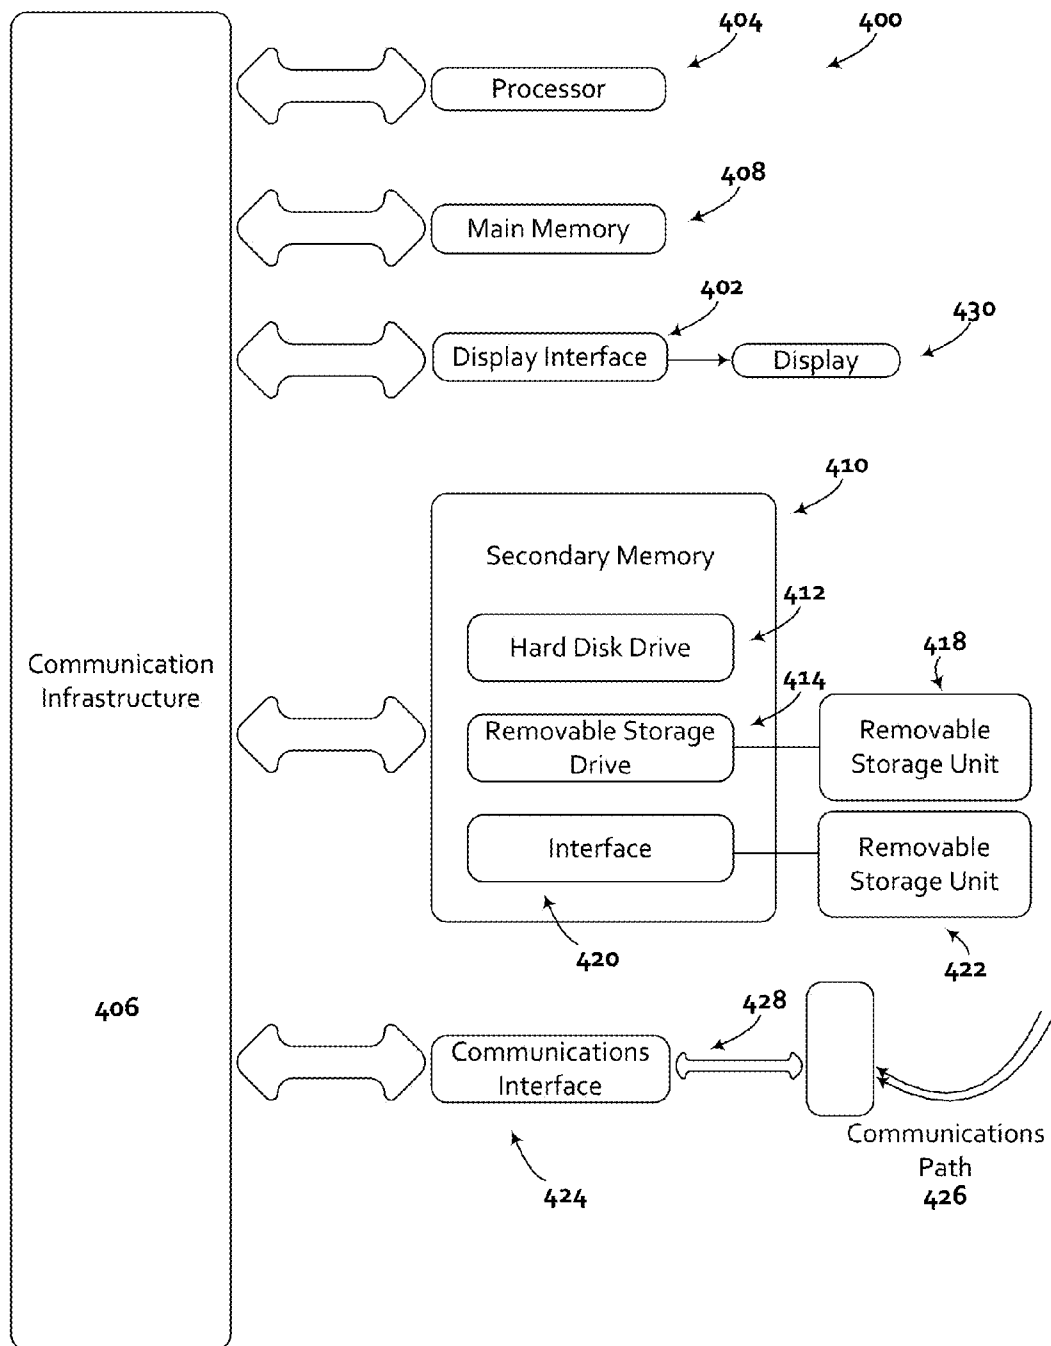 404
400
Processor
408
Main Memory
402
430
Display Interface
Display
410
Secondary Memory
412
Hard Disk Drive
418
Communication
Infrastructure
414
Removable Storage
Drive
Removable
Storage Unit
Interface
Removable
Storage Unit
420
422
406
428
Communications
Interface
424
Communications
Path
426